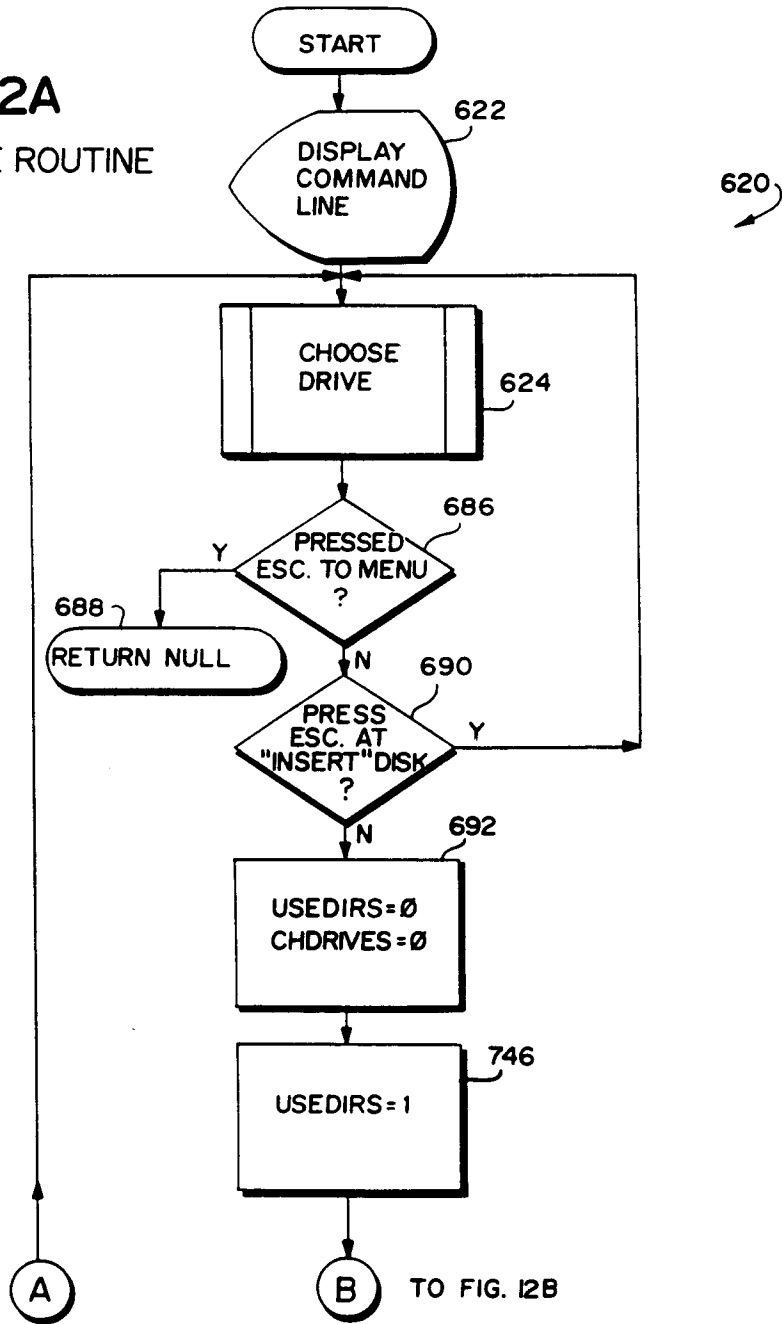 START
2A
622
ROUTINE
DISPLAY
COMMAND
LINE
620
CHOOSE
DRIVE
624
686
Y
PRESSED
ESC. TO MENU
?
688
RETURN NULL
N
690
PRESS
ESC. AT
"INSERT" DISK
?
Y
N
692
USEDIRS=Ø
CHDRIVES=Ø
746
USEDIRS=1
A
B
TO FIG. 12B